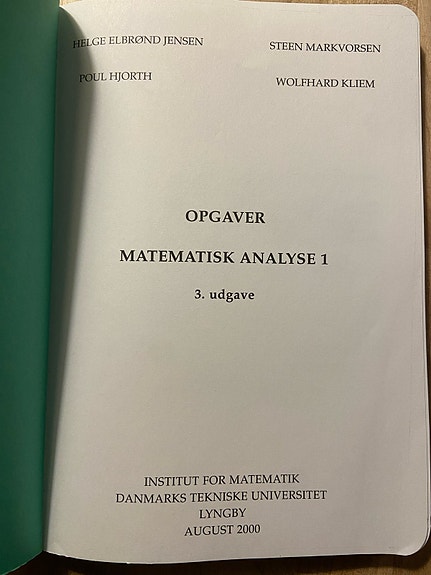 HELGE ELBRØND JENSEN STEEN MARKVORSEN
POUL HJORTH WOLFHARD KLIEM
OPGAVER
MATEMATISK ANALYSE 1
3. udgave
INSTITUT FOR MATEMATIK
DANMARKS TEKNISKE UNIVERSITET
LYNGBY
AUGUST 2000